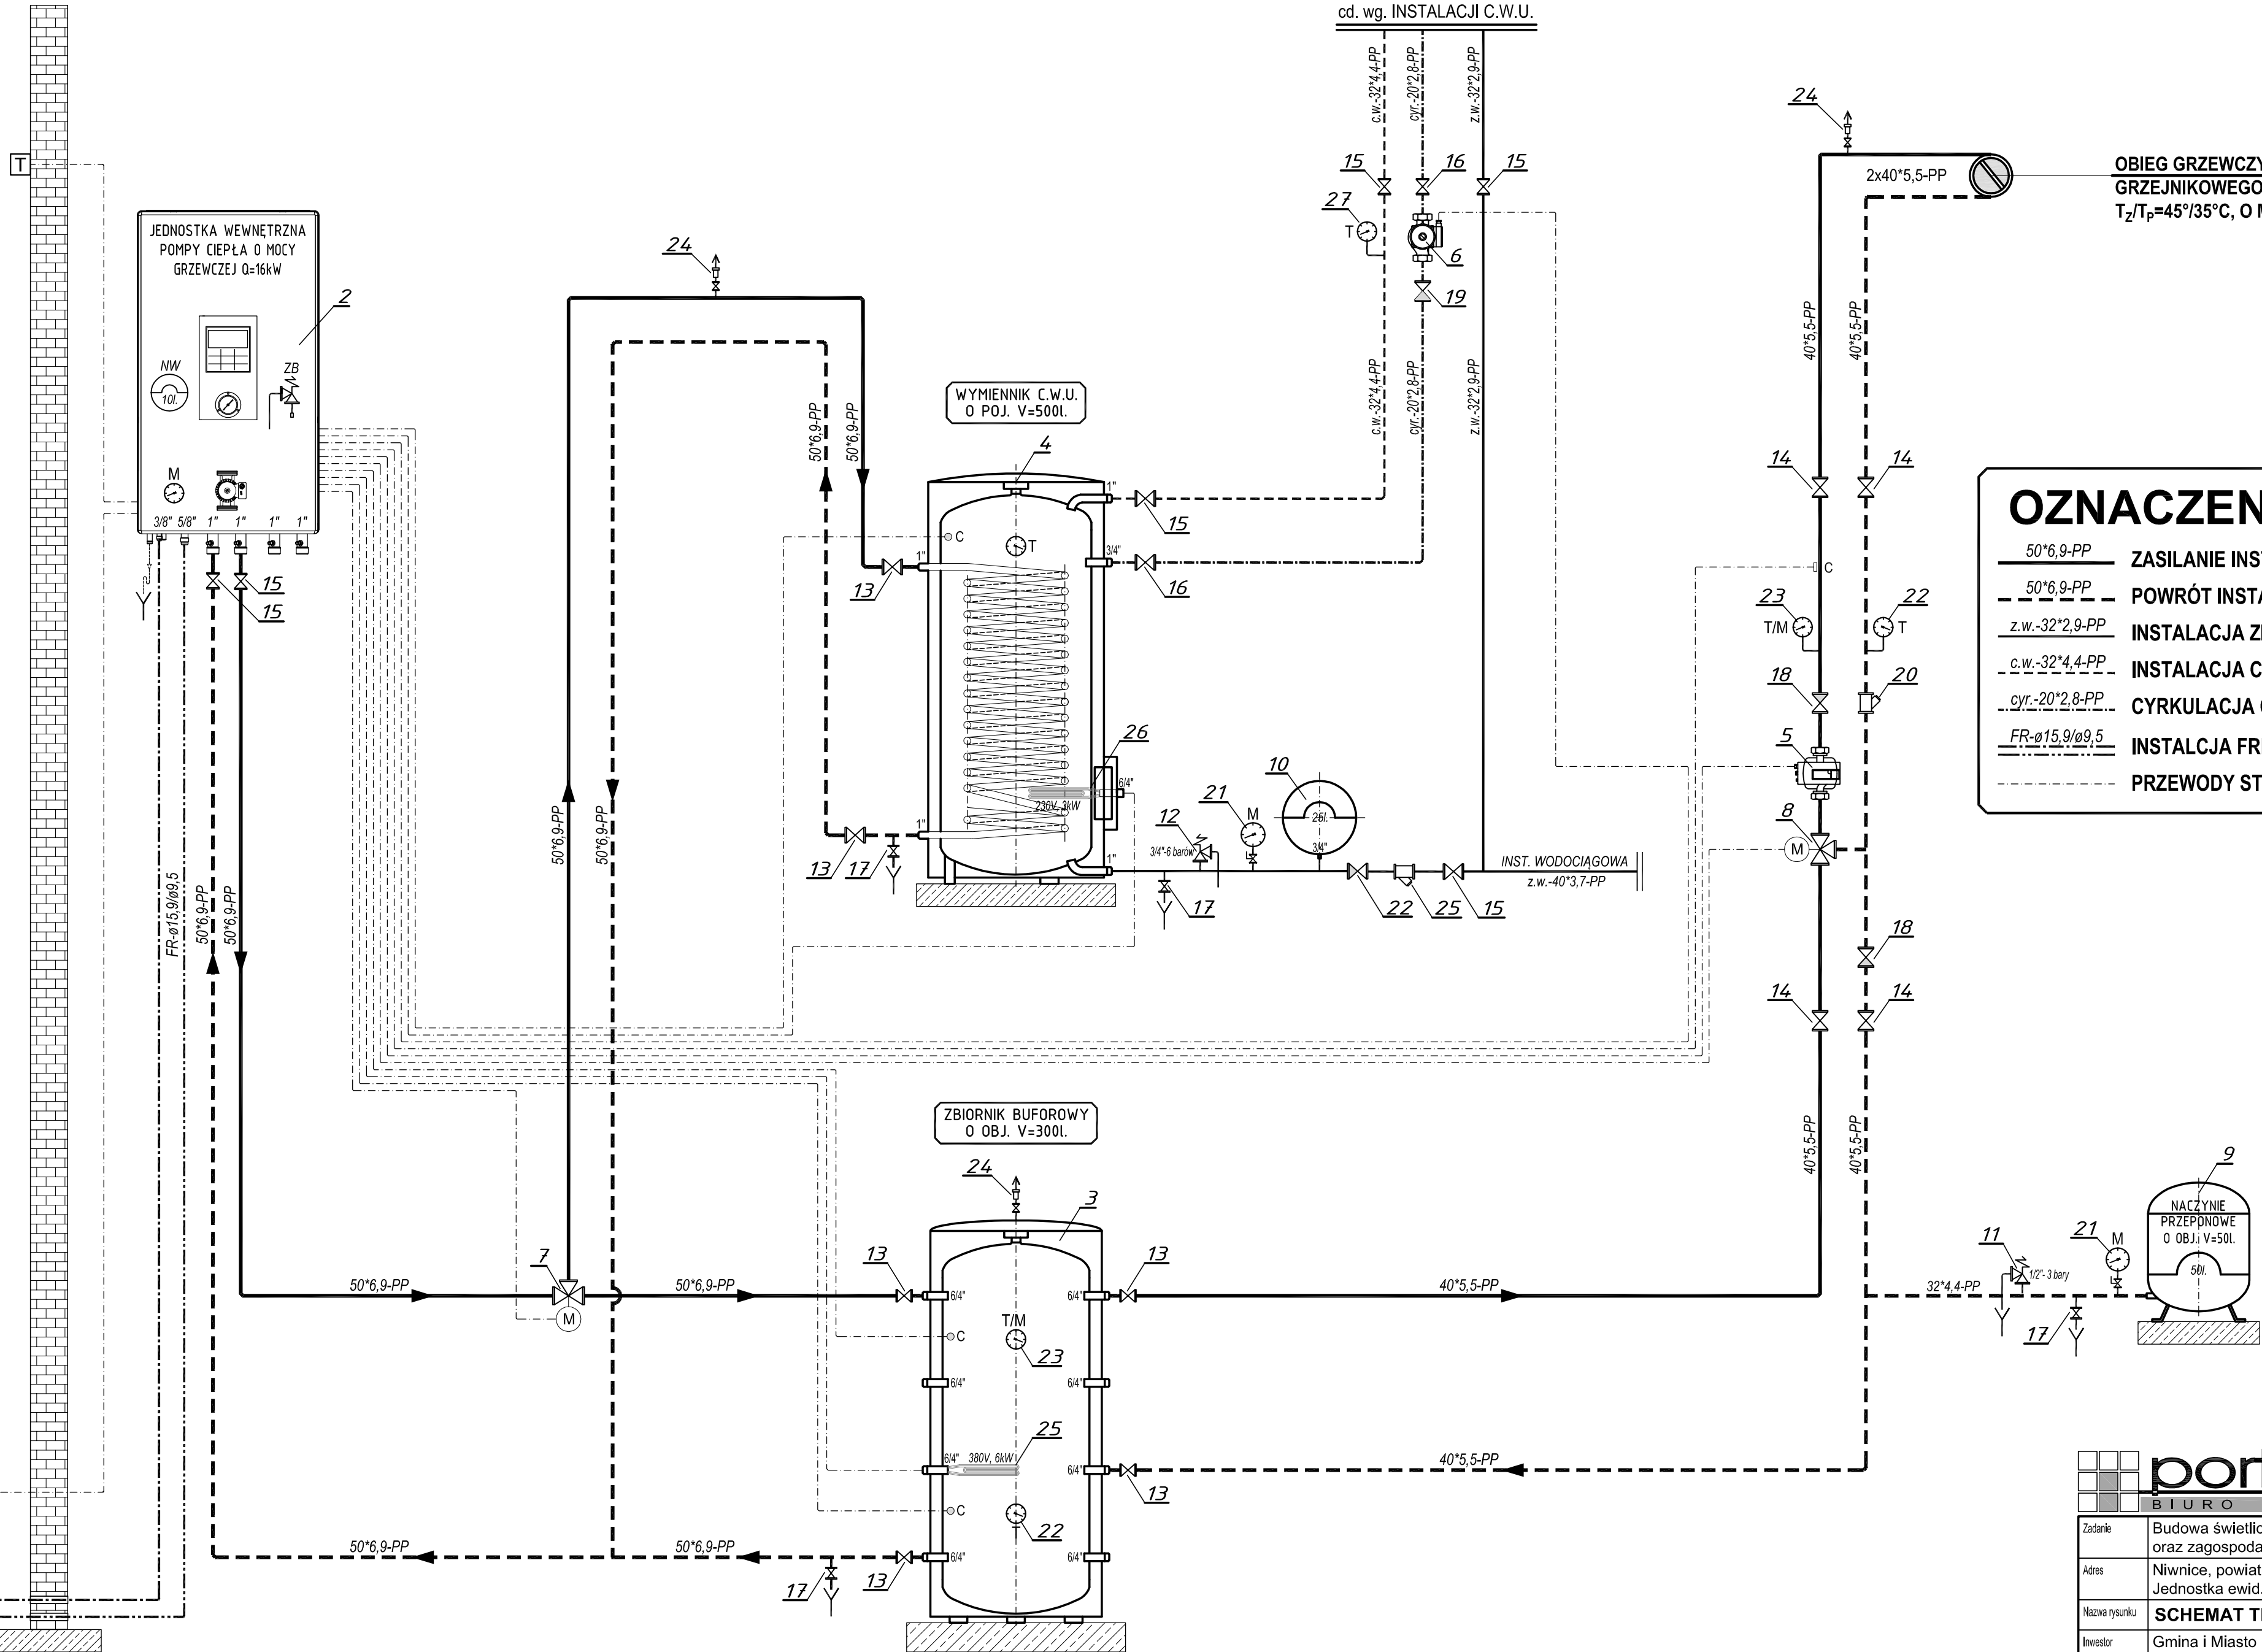 cd. wg. INSTALACJI C.W.U.
c.w.-32*4,4-PP
cyr.-20*2,8-PP
z.w.-32*2,9-PP
24
2x40*5,5-PP
OBIEG GRZEWCZY
GRZEJNIKOWEGO
TZ/TP=45°/35°C, O
T
15
16
15
27
T
6
19
JEDNOSTKA WEWNĘTRZNA
POMPY CIEPŁA O MOCY
GRZEWCZEJ Q=16kW
2
NW
10l.
ZB
M
3/8"
5/8"
1"
1"
1"
1"
15
15
24
50*6,9-PP
50*6,9-PP
WYMIENNIK C.W.U.
O POJ. V=500l.
4
c.w.-32*4,4-PP
cyr.-20*2,8-PP
z.w.-32*2,9-PP
40*5,5-PP
40*5,5-PP
14
14
1"
15
C
T
1"
3/4"
13
16
C
23
22
T/M
T
18
20
5
8
M
26
6/4"
230V, 3kW
10
25l.
3/4"
21
M
12
3/4"-6 barów
1"
13
17
1"
17
22
25
15
INST. WODOCIĄGOWA
z.w.-40*3,7-PP
18
14
14
FR-ø15,9/ø9,5
50*6,9-PP
50*6,9-PP
50*6,9-PP
50*6,9-PP
OZNACZEN
50*6,9-PP
ZASILANIE
50*6,9-PP
POWRÓT
z.w.-32*2,9-PP
INSTALACJA
c.w.-32*4,4-PP
INSTALACJA
cyr.-20*2,8-PP
CYRKULACJA
FR-ø15,9/ø9,5
INSTALCJA
PRZEWODY
ZBIORNIK BUFOROWY
O OBJ. V=300l.
24
3
40*5,5-PP
40*5,5-PP
9
NACZYNIE
PRZEPONOWE
O OBJ. V=50l.
50l.
21
M
11
1/2"- 3 bary
32*4,4-PP
17
7
M
50*6,9-PP
50*6,9-PP
13
13
6/4"
6/4"
40*5,5-PP
T/M
C
23
6/4"
6/4"
25
6/4"
380V, 6kW
6/4"
40*5,5-PP
13
C
22
T
50*6,9-PP
50*6,9-PP
6/4"
6/4"
17
13
BIURO
Zadanie
Budowa
oraz
Adres
Niwnice, powiat
Jednostka ewid.
Nazwa rysunku
SCHEMAT
Inwestor
Gmina i Miasto